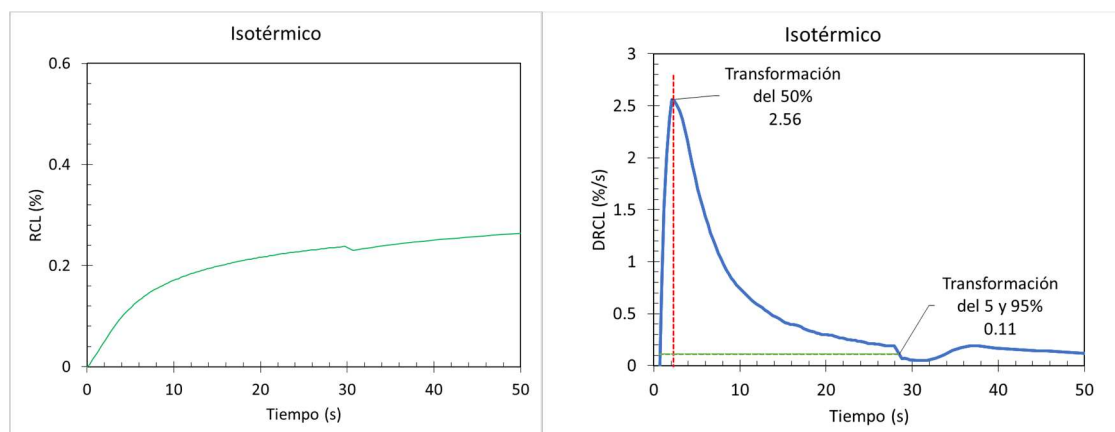 Isotérmico
RCL (%)
0.6
0.4
0.2
0
0 10 20 30 40 50
Tiempo (s)
Isotérmico
DRCL (%/s)
3
2.5
2
1.5
1
0.5
0
0 10 20 30 40 50
Tiempo (s)
Transformación
del 50%
2.56
Transformación
del 5 y 95%
0.11